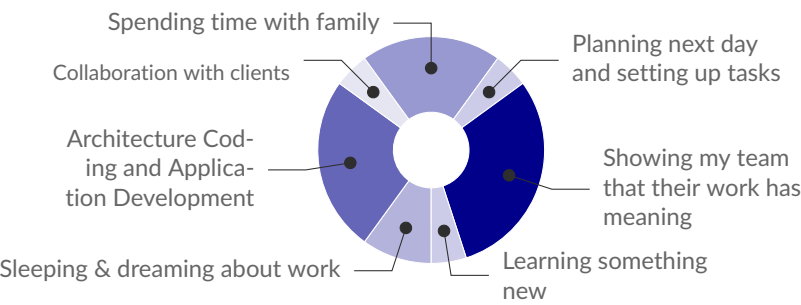 Spending time with family
Collaboration with clients
Architecture Cod-
ing and Applica-
tion Development
Sleeping & dreaming about work
Planning next day
and setting up tasks
Showing my team
that their work has
meaning
Learning something
new